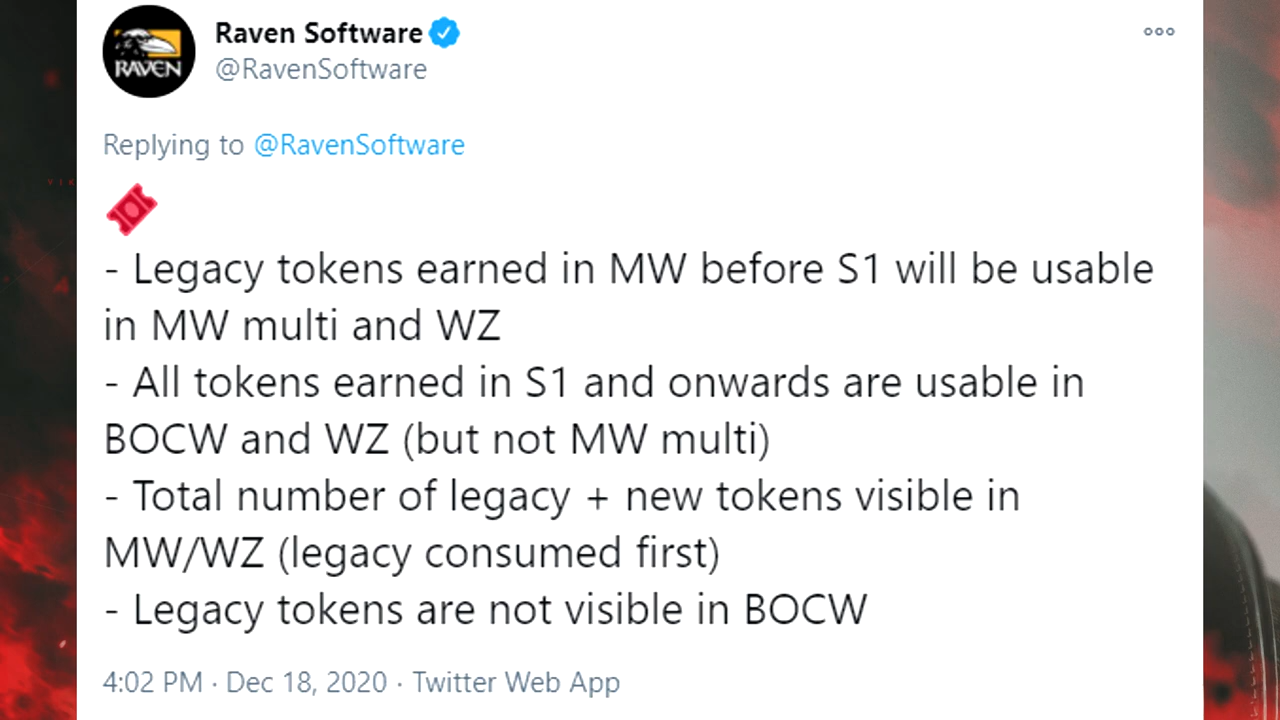 Raven Software
@RavenSoftware
RAVEN
Replying to @RavenSoftware
- Legacy tokens earned in MW before S1 will be usable
in MW multi and WZ
- All tokens earned in S1 and onwards are usable in
BOCW and WZ (but not MW multi)
- Total number of legacy + new tokens visible in
MW/WZ (legacy consumed first)
- Legacy tokens are not visible in BOCW
4:02 PM · Dec 18, 2020 · Twitter Web App